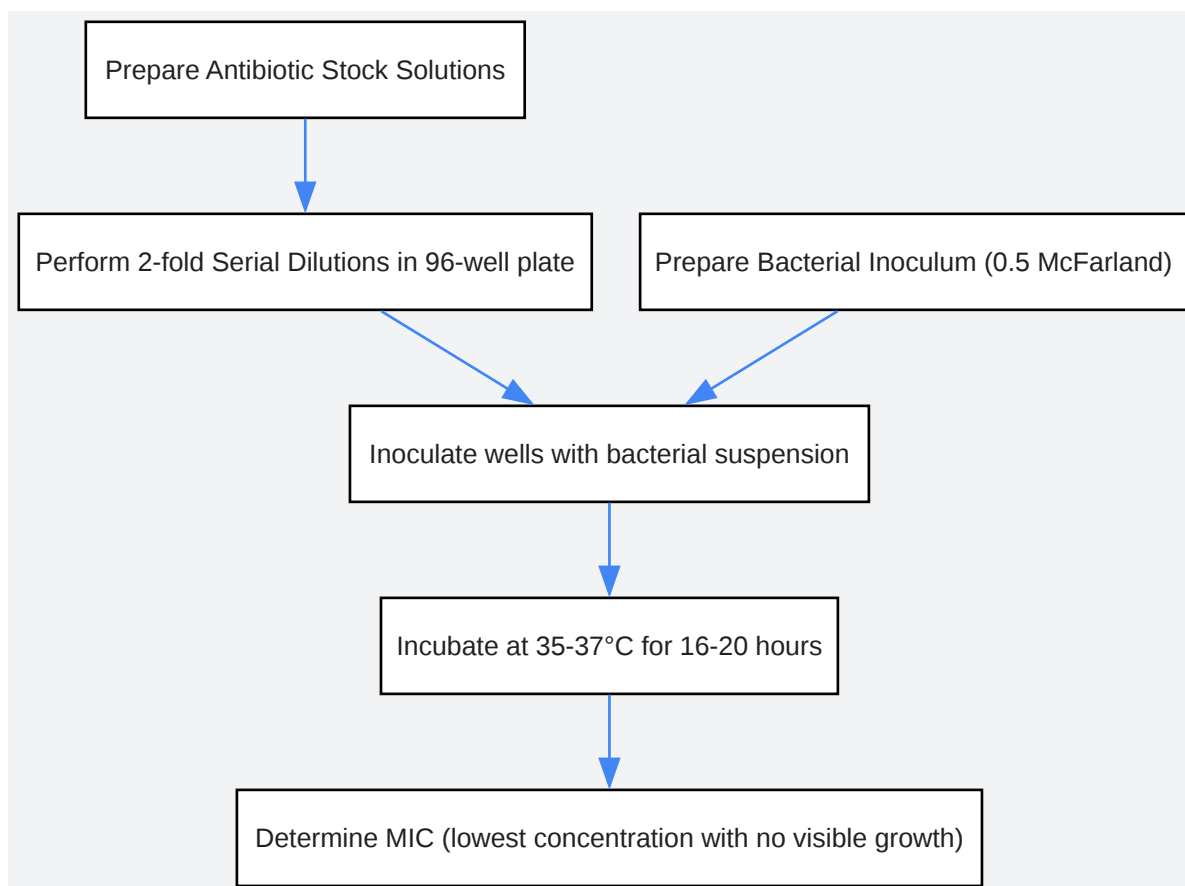 Prepare Antibiotic Stock Solutions
Perform 2-fold Serial Dilutions in 96-well plate
Prepare Bacterial Inoculum (0.5 McFarland)
Inoculate wells with bacterial suspension
Incubate at 35-37°C for 16-20 hours
Determine MIC (lowest concentration with no visible growth)